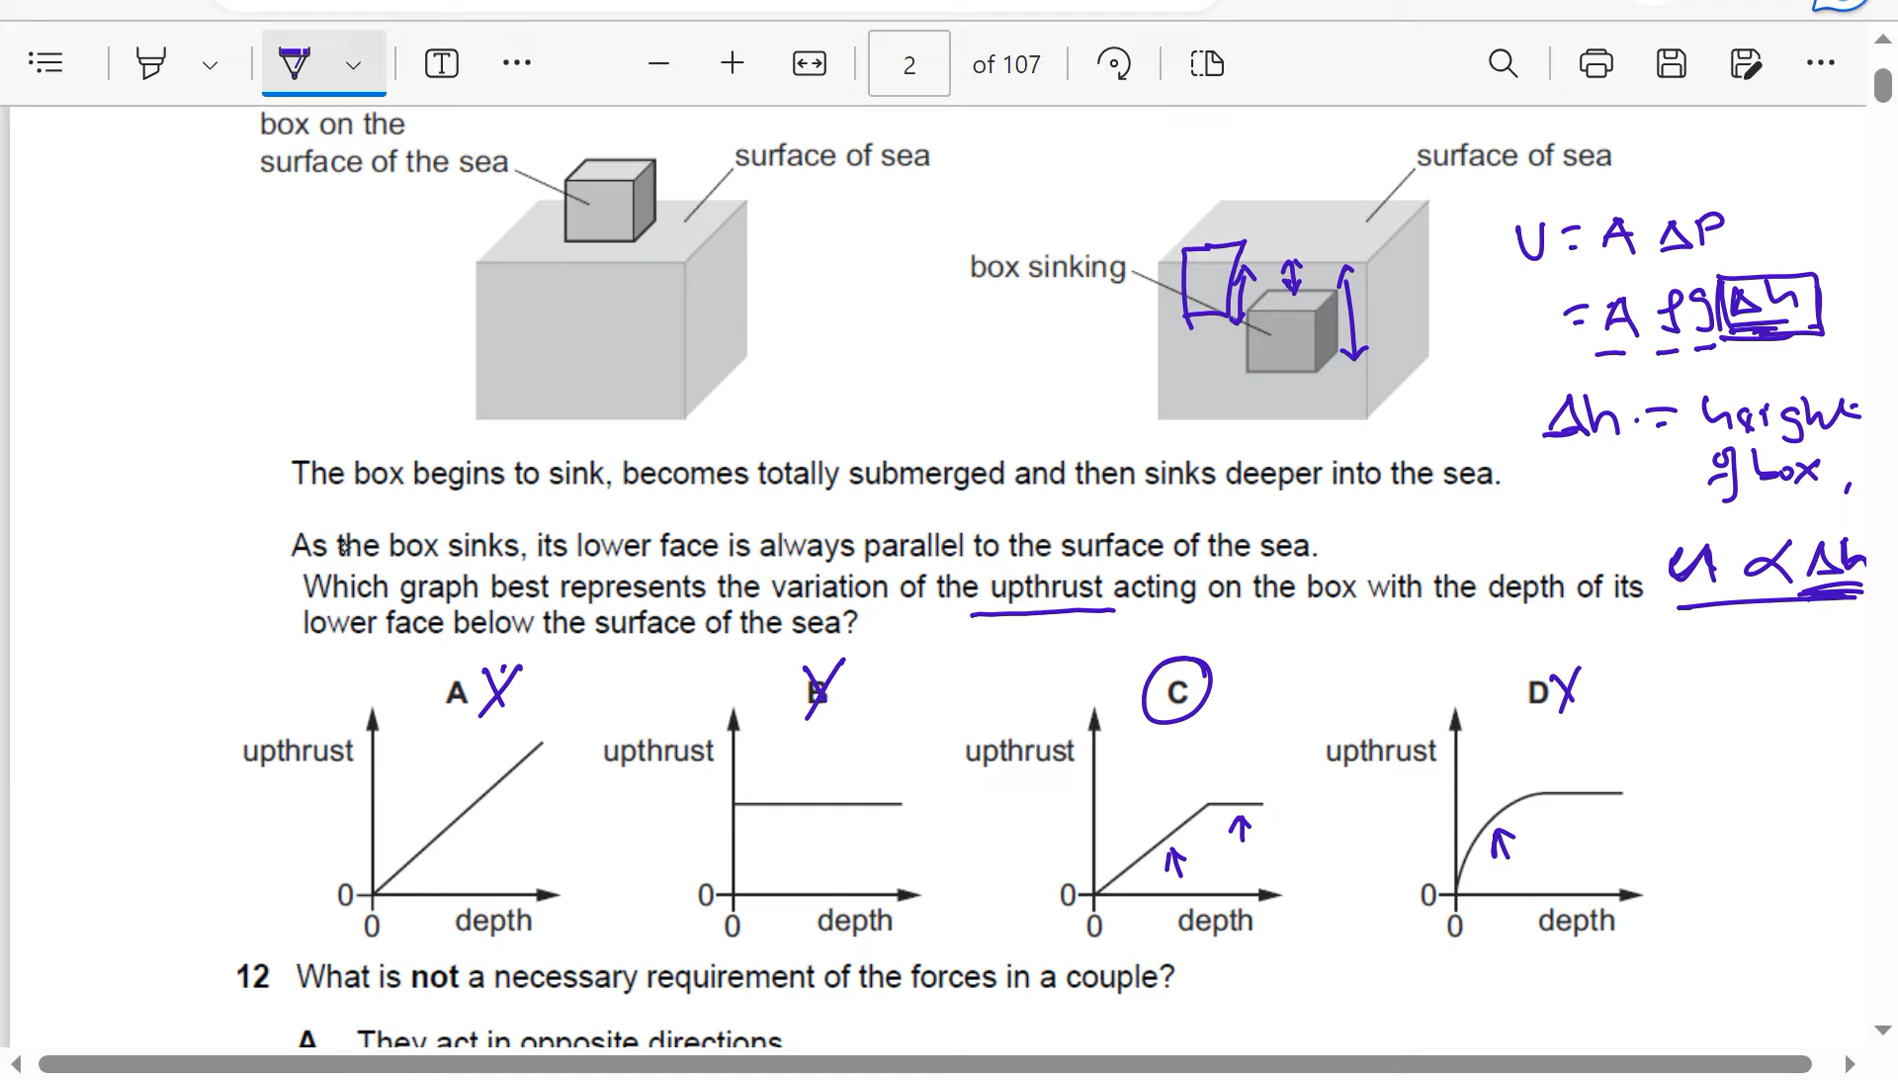 2 of 107
box on the
surface of the sea
surface of sea
surface of sea
box sinking
U = A ΔP
= A ρg Δh
Δh = height
of box,
U ∝ Δh
The box begins to sink, becomes totally submerged and then sinks deeper into the sea.
As the box sinks, its lower face is always parallel to the surface of the sea.
Which graph best represents the variation of the upthrust acting on the box with the depth of its
lower face below the surface of the sea?
A B C D
upthrust upthrust upthrust upthrust
0 0 0 0
0 depth 0 depth 0 depth 0 depth
12 What is not a necessary requirement of the forces in a couple?
A They act in opposite directions.